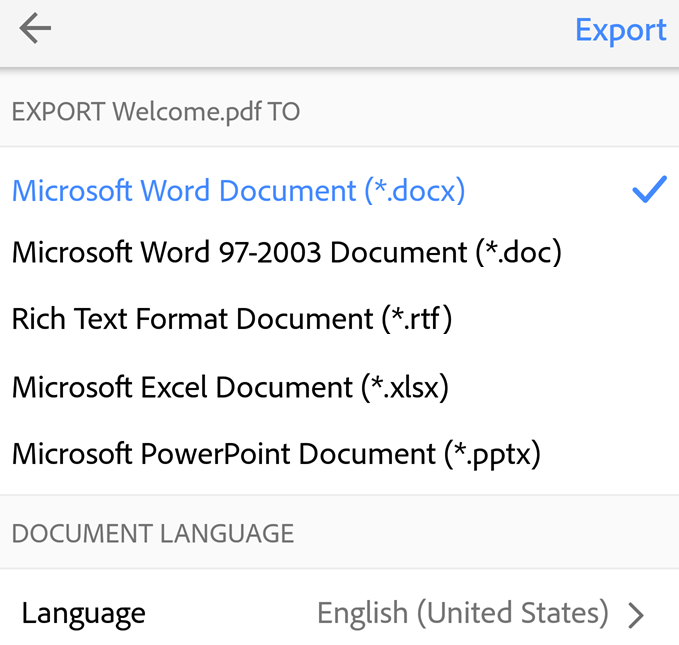 Export
EXPORT Welcome.pdf TO
Microsoft Word Document (*.docx)
Microsoft Word 97-2003 Document (*.doc)
Rich Text Format Document (*.rtf)
Microsoft Excel Document (*.xlsx)
Microsoft PowerPoint Document (*.pptx)
DOCUMENT LANGUAGE
Language English (United States)